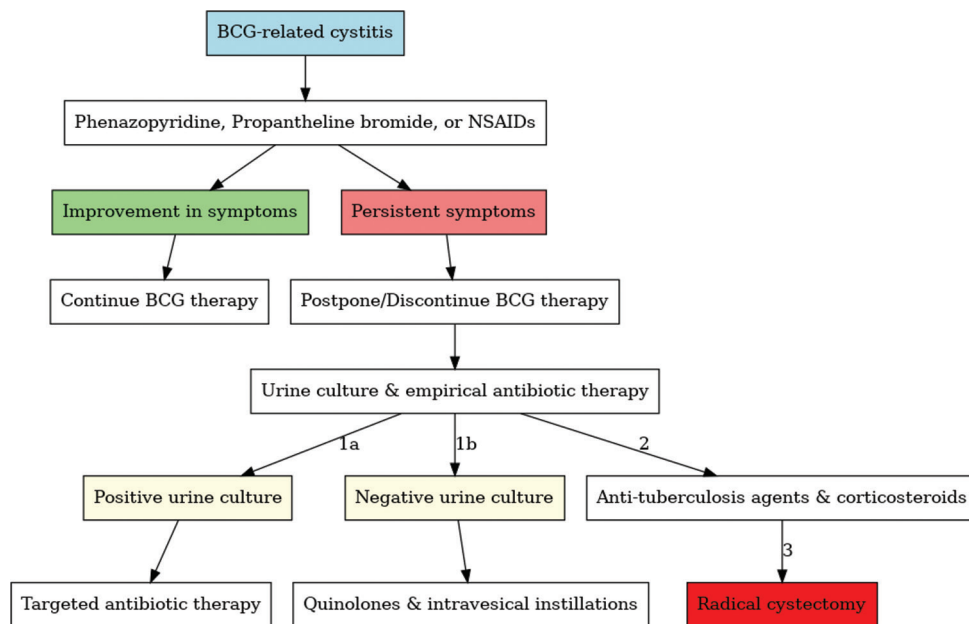 BCG-related cystitis
Phenazopyridine, Propantheline bromide, or NSAIDs
Improvement in symptoms
Persistent symptoms
Continue BCG therapy
Postpone/Discontinue BCG therapy
Urine culture & empirical antibiotic therapy
1a
1b
2
Positive urine culture
Negative urine culture
Anti-tuberculosis agents & corticosteroids
3
Targeted antibiotic therapy
Quinolones & intravesical instillations
Radical cystectomy